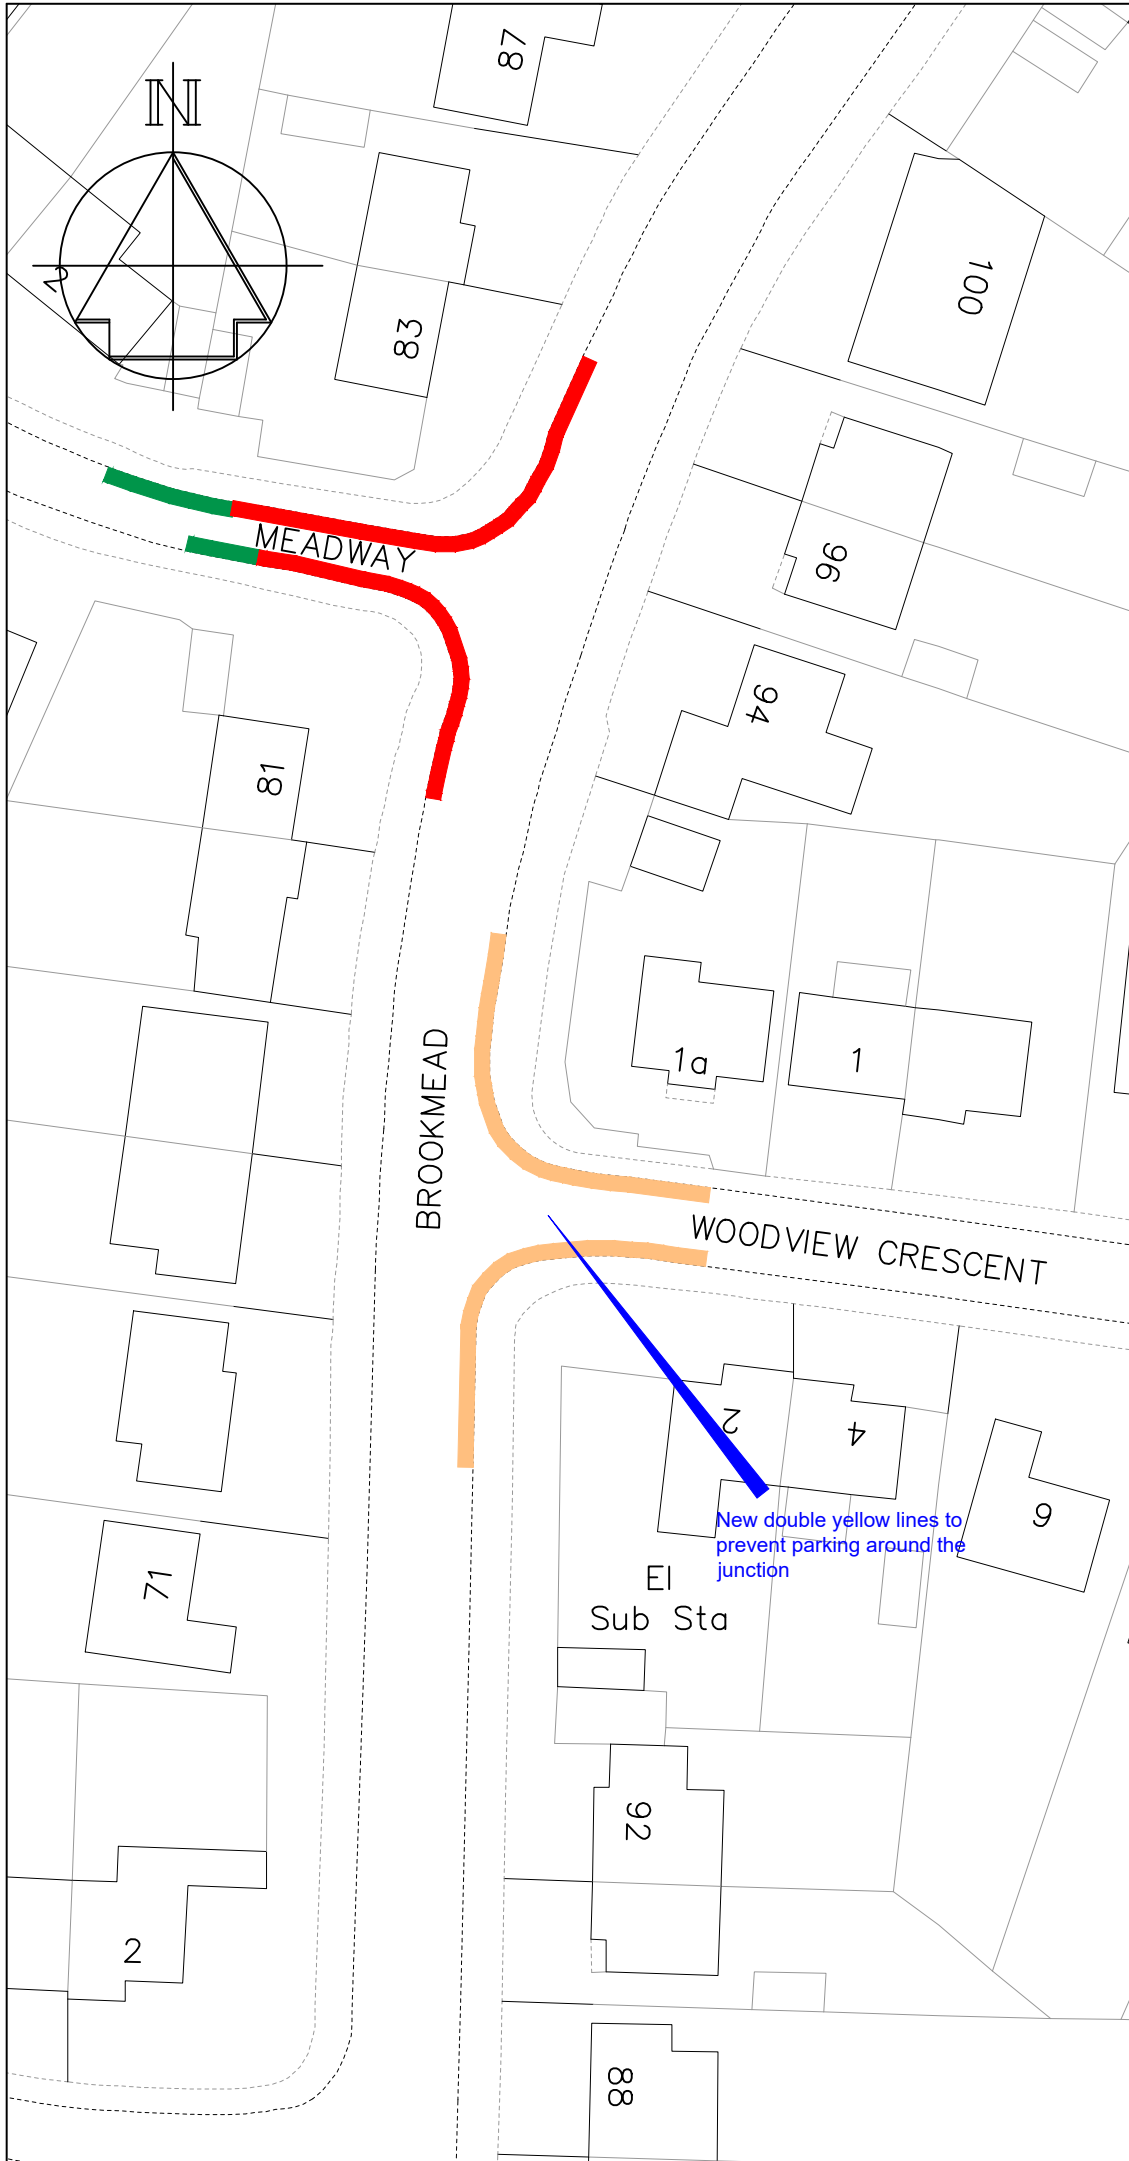 87
N
2
100
83
MEADWAY
96
94
81
1a
1
BROOKMEAD
WOODVIEW CRESCENT
2
4
6
New double yellow lines to
prevent parking around the
junction
El
Sub Sta
71
92
2
88